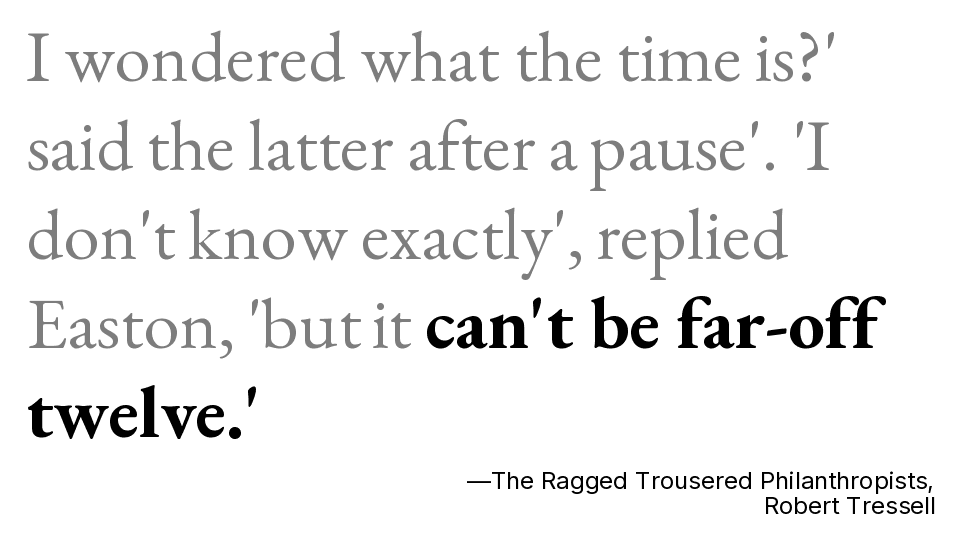 I wondered what the time is?'
said the latter after a pause'. 'I
don't know exactly', replied
Easton, 'but it can't be far-off
twelve.'
—The Ragged Trousered Philanthropists,
Robert Tressell